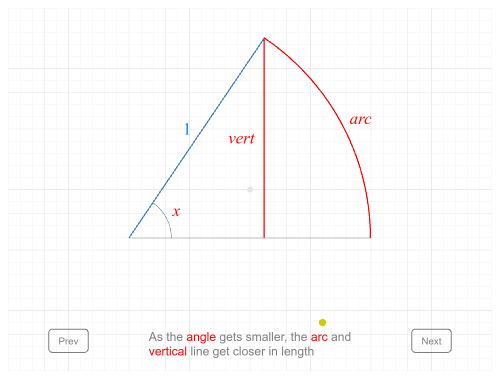 1
vert
arc
x
Prev
As the angle gets smaller, the arc and
vertical line get closer in length
Next